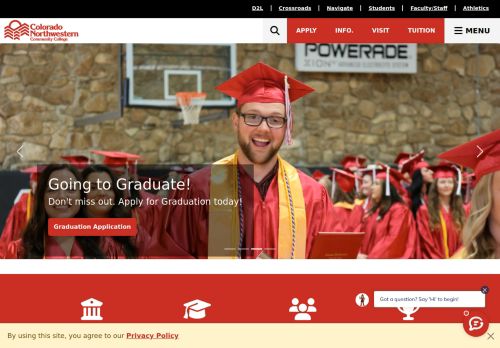 D2L | Crossroads | Navigate | Students | Faculty/Staff | Athletics
Colorado
Northwestern
Community College
APPLY INFO. VISIT TUITION MENU
POWERADE
Going to Graduate!
Don't miss out. Apply for Graduation today!
Graduation Application
Got a question? Say 'Hi' to begin!
By using this site, you agree to our Privacy Policy